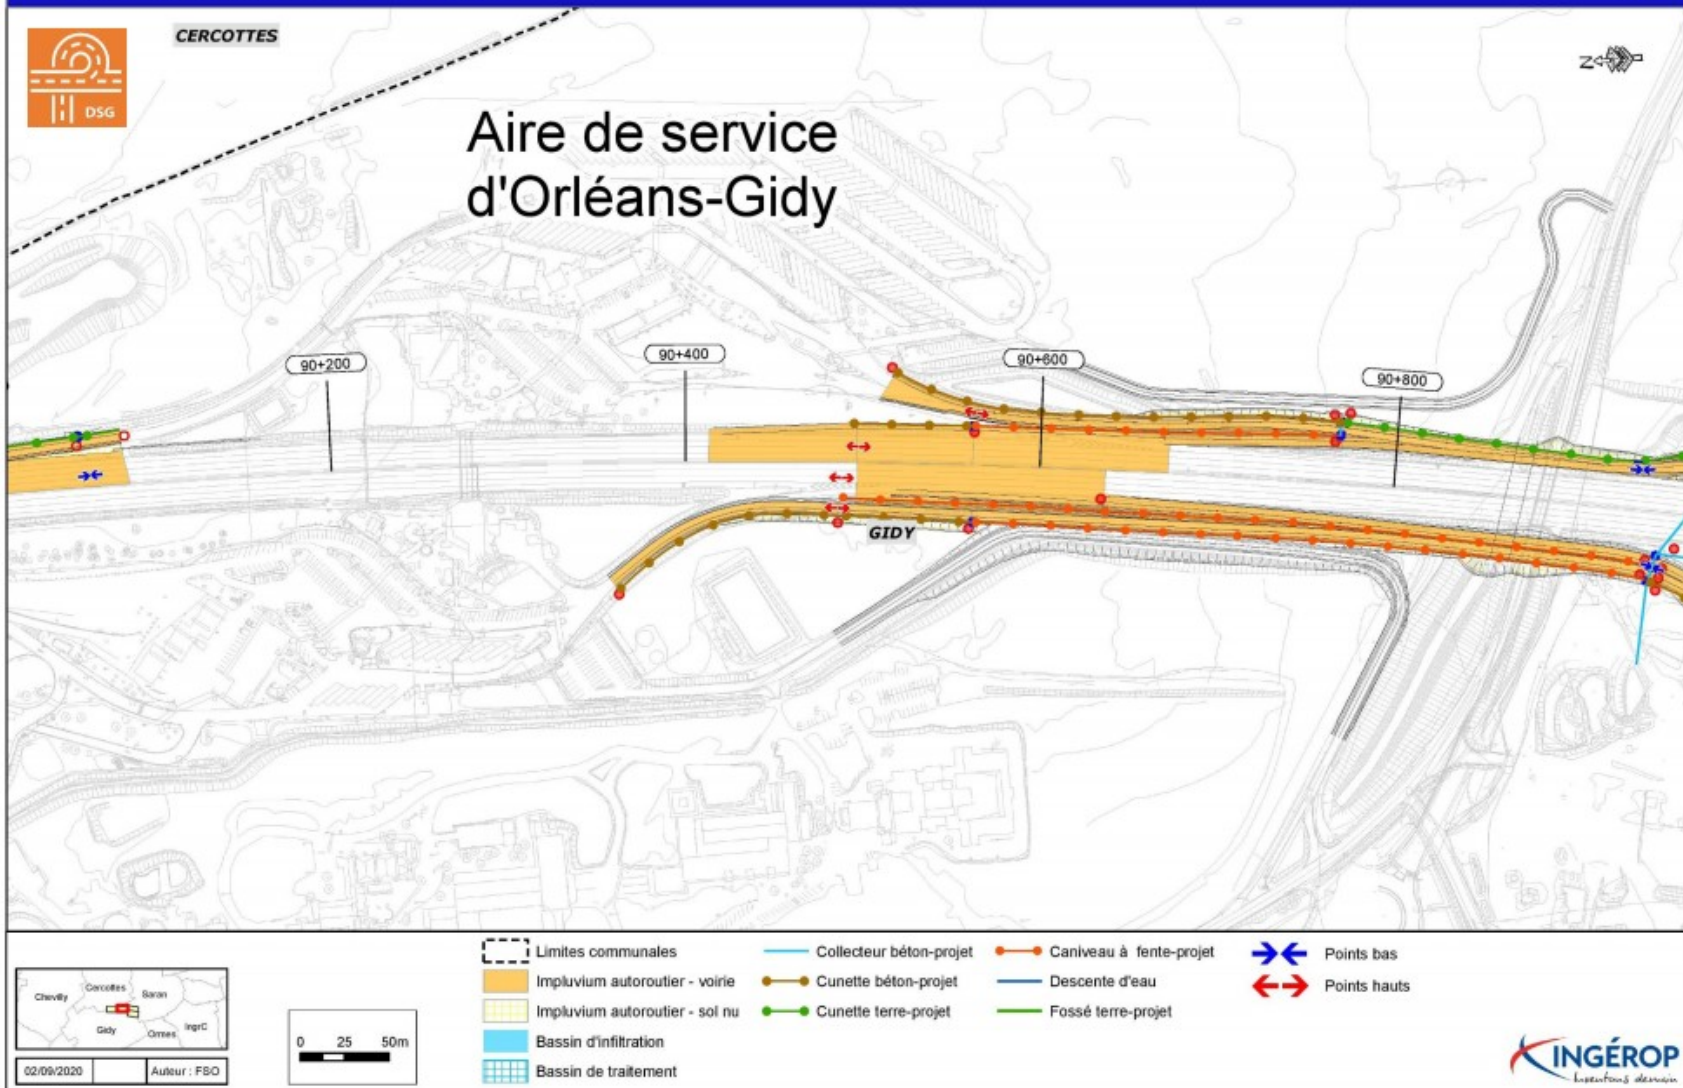 CERCOTTES
DSG
N
Aire de service
d'Orléans-Gidy
90+200
90+400
90+600
90+800
GIDY
Chevilly
Cercottes
Saran
Gidy
Ormes
IngrC
02/09/2020
Auteur : FSO
0 25 50m
Limites communales
Impluvium autoroutier - voirie
Impluvium autoroutier - sol nu
Bassin d'infiltration
Bassin de traitement
Collecteur béton-projet
Cunette béton-projet
Cunette terre-projet
Caniveau à fente-projet
Descente d'eau
Fossé terre-projet
Points bas
Points hauts
INGÉROP
Inventons demain